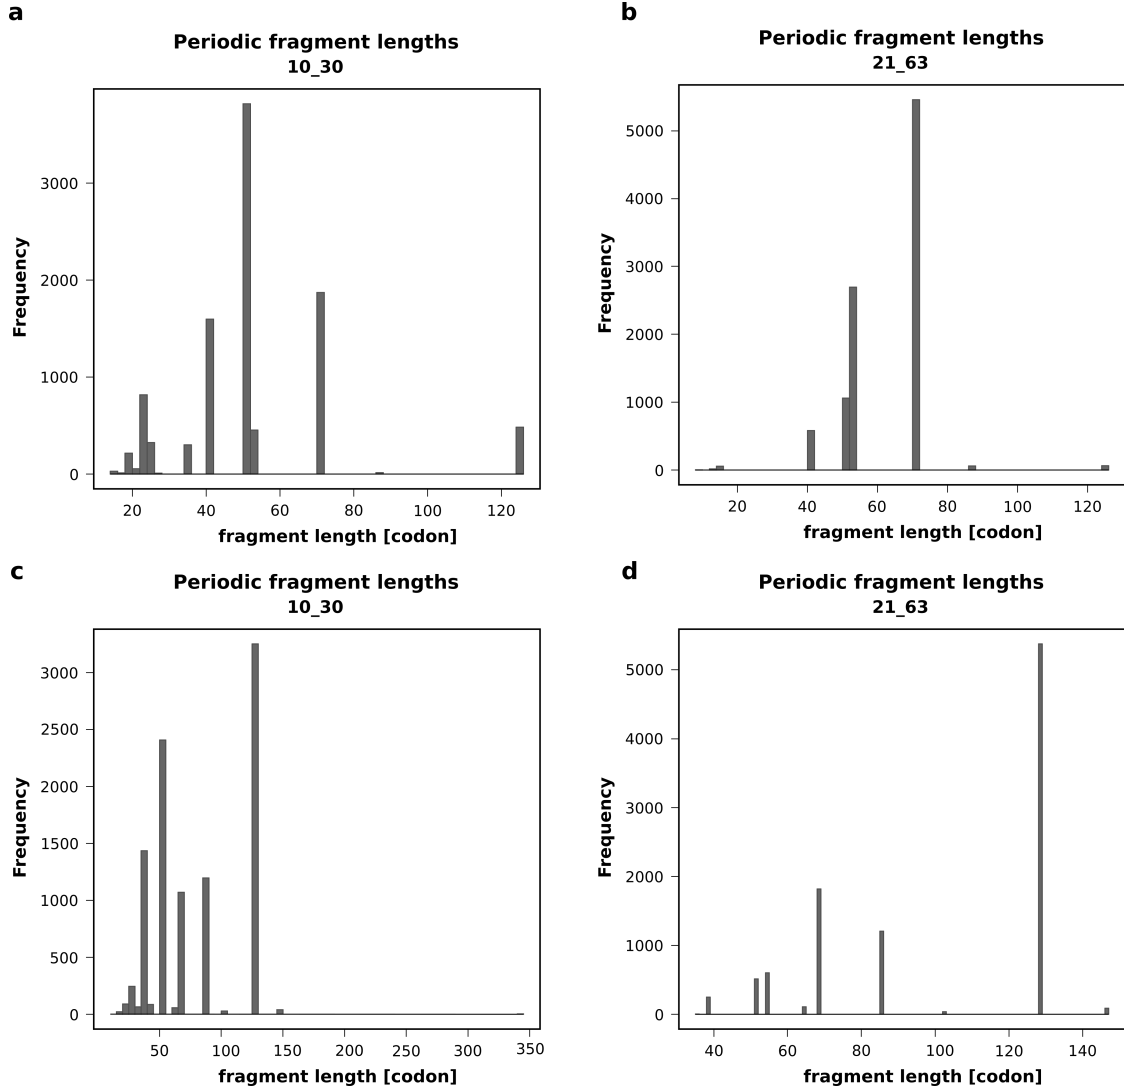 a
Periodic fragment lengths
10_30
3000
2000
1000
0
Frequency
20 40 60 80 100 120
fragment length [codon]
b
Periodic fragment lengths
21_63
5000
4000
3000
2000
1000
0
Frequency
20 40 60 80 100 120
fragment length [codon]
c
Periodic fragment lengths
10_30
3000
2500
2000
1500
1000
500
0
Frequency
50 100 150 200 250 300 350
fragment length [codon]
d
Periodic fragment lengths
21_63
5000
4000
3000
2000
1000
0
Frequency
40 60 80 100 120 140
fragment length [codon]